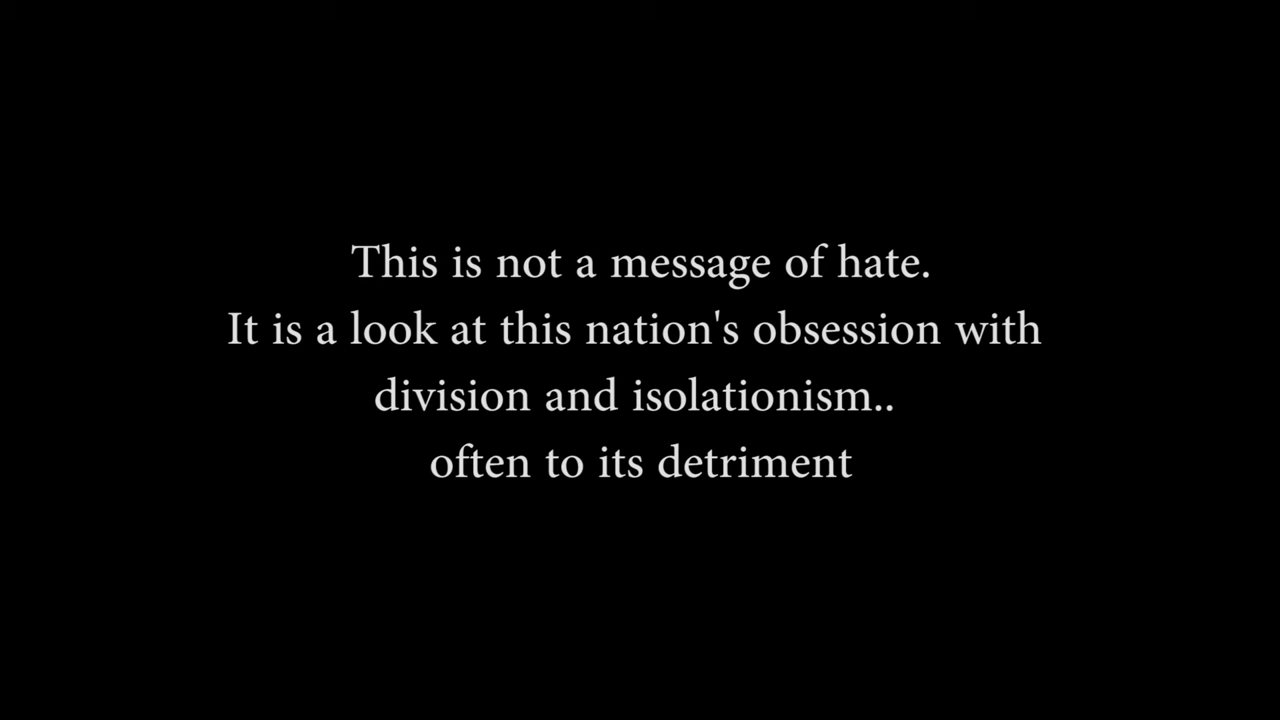 This is not a message of hate.
It is a look at this nation's obsession with
division and isolationism..
often to its detriment